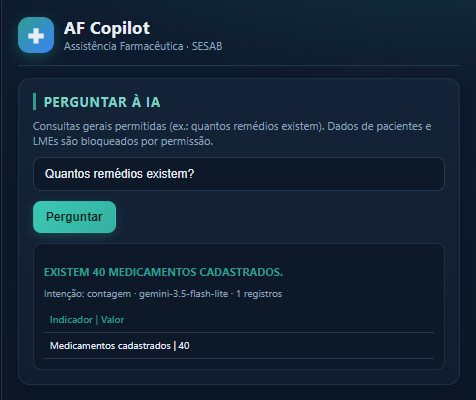 AF Copilot
Assistência Farmacêutica · SESAB
PERGUNTAR À IA
Consultas gerais permitidas (ex.: quantos remédios existem). Dados de pacientes e
LMEs são bloqueados por permissão.
Quantos remédios existem?
Perguntar
EXISTEM 40 MEDICAMENTOS CADASTRADOS.
Intenção: contagem · gemini-3.5-flash-lite · 1 registros
Indicador | Valor
Medicamentos cadastrados | 40